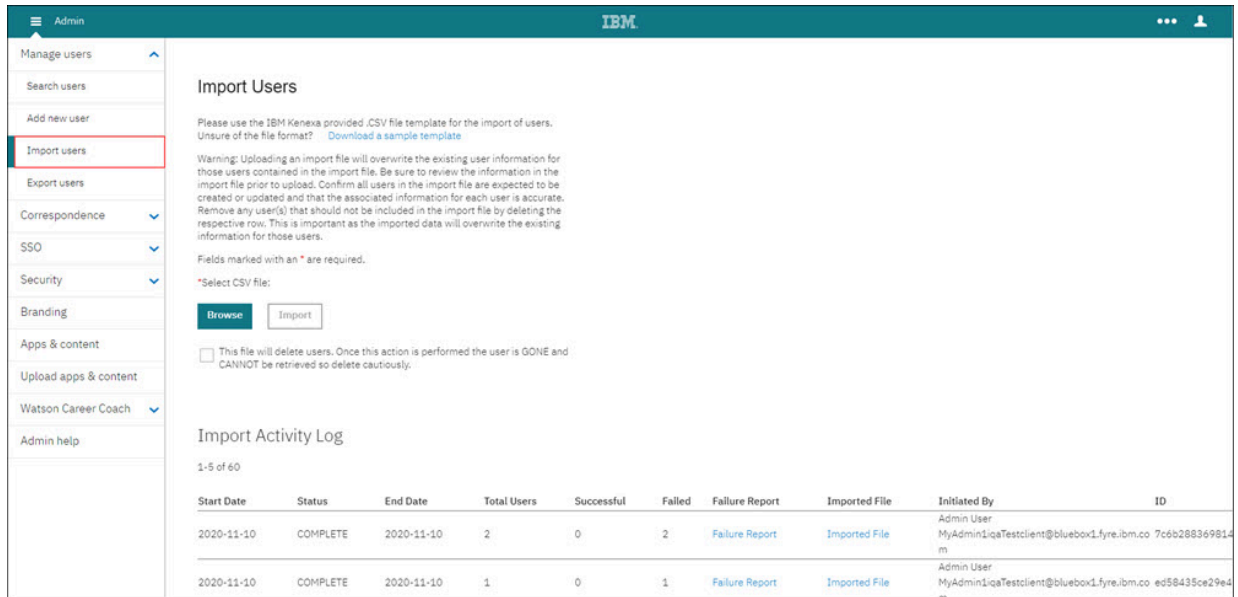 Admin
IBM
Manage users
Search users
Add new user
Import users
Export users
Correspondence
SSO
Security
Branding
Apps & content
Upload apps & content
Watson Career Coach
Admin help
Import Users
Please use the IBM Kenexa provided .CSV file template for the import of users.
Unsure of the file format? Download a sample template
Warning: Uploading an import file will overwrite the existing user information for
those users contained in the import file. Be sure to review the information in the
import file prior to upload. Confirm all users in the import file are expected to be
created or updated and that the associated information for each user is accurate.
Remove any user(s) that should not be included in the import file by deleting the
respective row. This is important as the imported data will overwrite the existing
information for those users.
Fields marked with an * are required.
*Select CSV file:
Browse Import
This file will delete users. Once this action is performed the user is GONE and
CANNOT be retrieved so delete cautiously.
Import Activity Log
1-5 of 60
Start Date Status End Date Total Users Successful Failed Failure Report Imported File Initiated By ID
Admin User
2020-11-10 COMPLETE 2020-11-10 2 0 2 Failure Report Imported File MyAdmin1iqaTestclient@bluebox1.fyre.ibm.co 7c6b288369814
m
Admin User
2020-11-10 COMPLETE 2020-11-10 1 0 1 Failure Report Imported File MyAdmin1iqaTestclient@bluebox1.fyre.ibm.co ed58435ce29e4